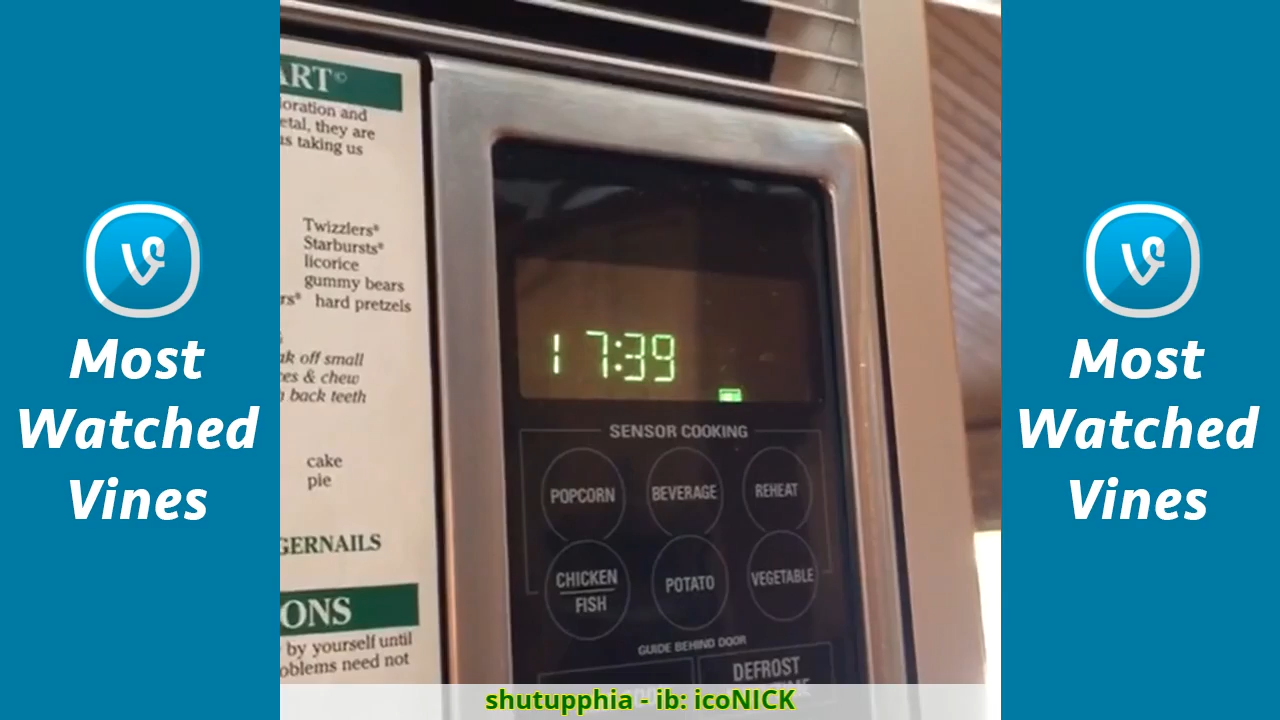 Most
Watched
Vines
ART©
oration and
etal, they are
us taking us
Twizzlers®
Starbursts®
licorice
gummy bears
rs® hard pretzels
ak off small
es & chew
back teeth
cake
pie
GERNAILS
ONS
by yourself until
oblems need not
17:39
SENSOR COOKING
POPCORN
BEVERAGE
REHEAT
CHICKEN
FISH
POTATO
VEGETABLE
GUIDE BEHIND DOOR
DEFROST
shutupphia - ib: icoNICK
Most
Watched
Vines